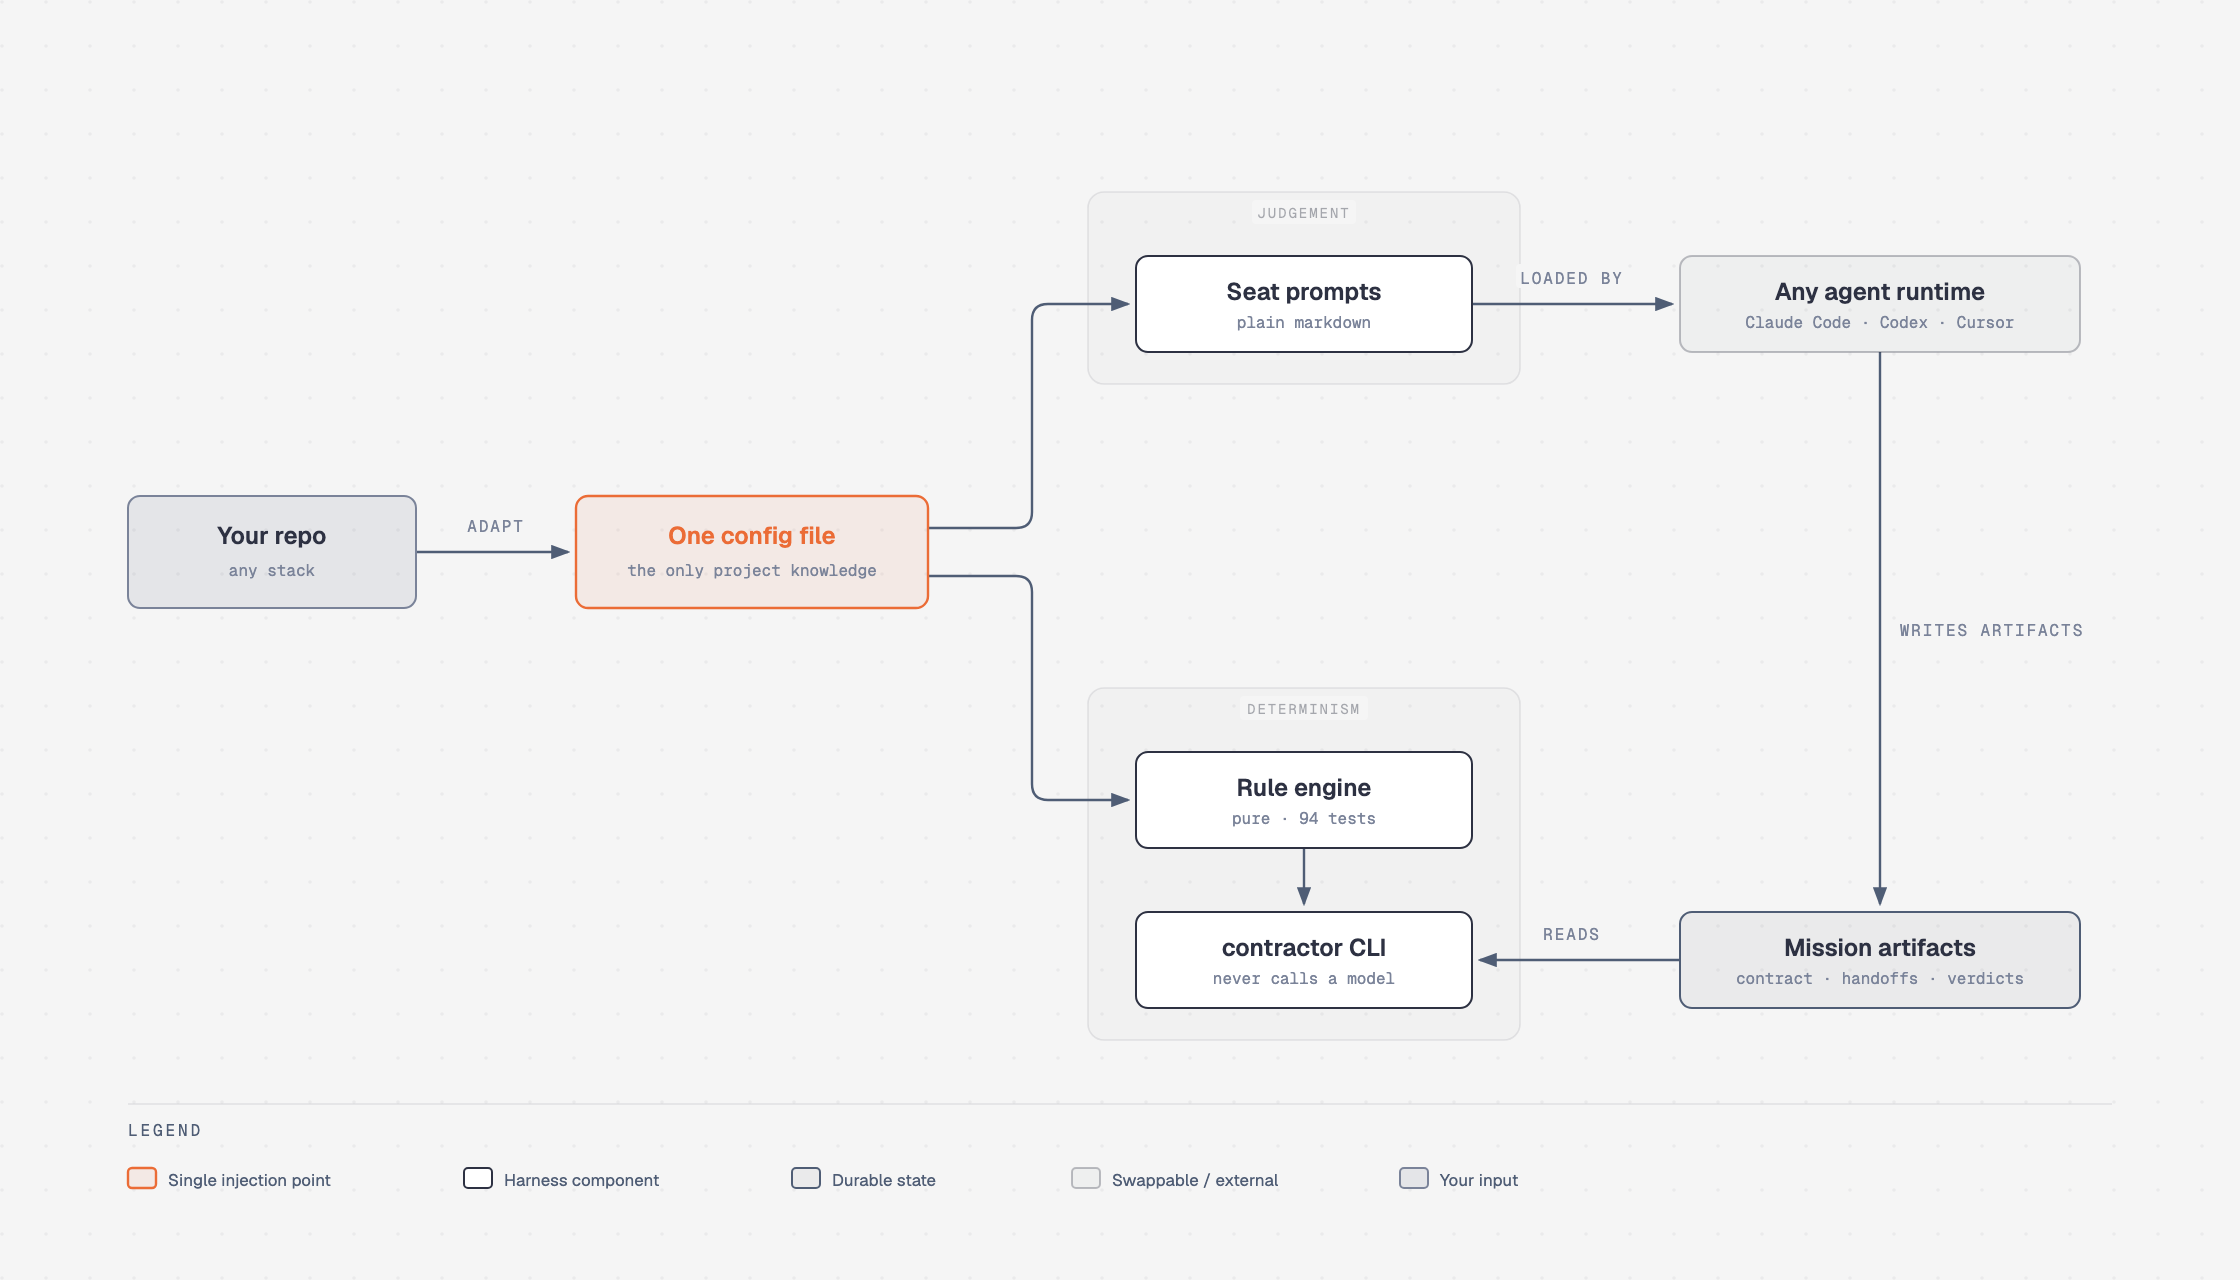 JUDGEMENT
Seat prompts
plain markdown
LOADED BY
Any agent runtime
Claude Code · Codex · Cursor
Your repo
any stack
ADAPT
One config file
the only project knowledge
WRITES ARTIFACTS
DETERMINISM
Rule engine
pure · 94 tests
contractor CLI
never calls a model
READS
Mission artifacts
contract · handoffs · verdicts
LEGEND
Single injection point
Harness component
Durable state
Swappable / external
Your input